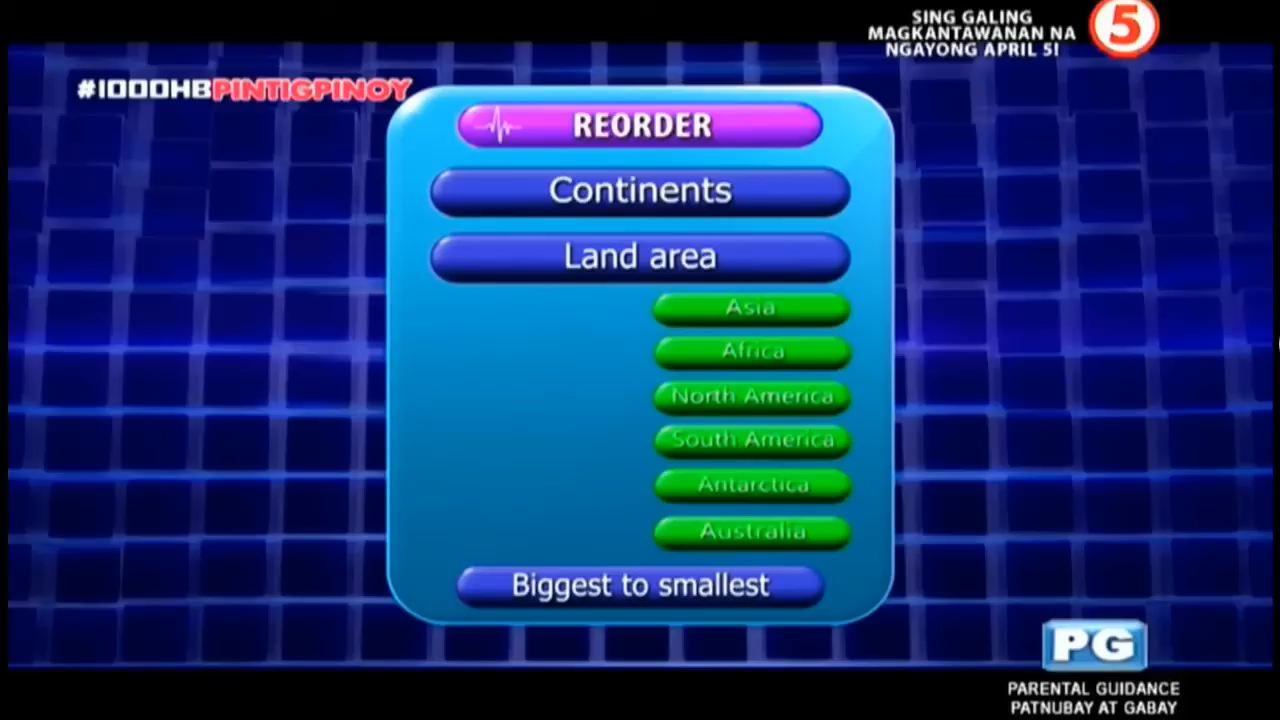 SING GALING
MAGKANTAWANAN NA
NGAYONG APRIL 5!
5
#1000HBPINTIGPINOY
REORDER
Continents
Land area
Asia
Africa
North America
South America
Antarctica
Australia
Biggest to smallest
PG
PARENTAL GUIDANCE
PATNUBAY AT GABAY